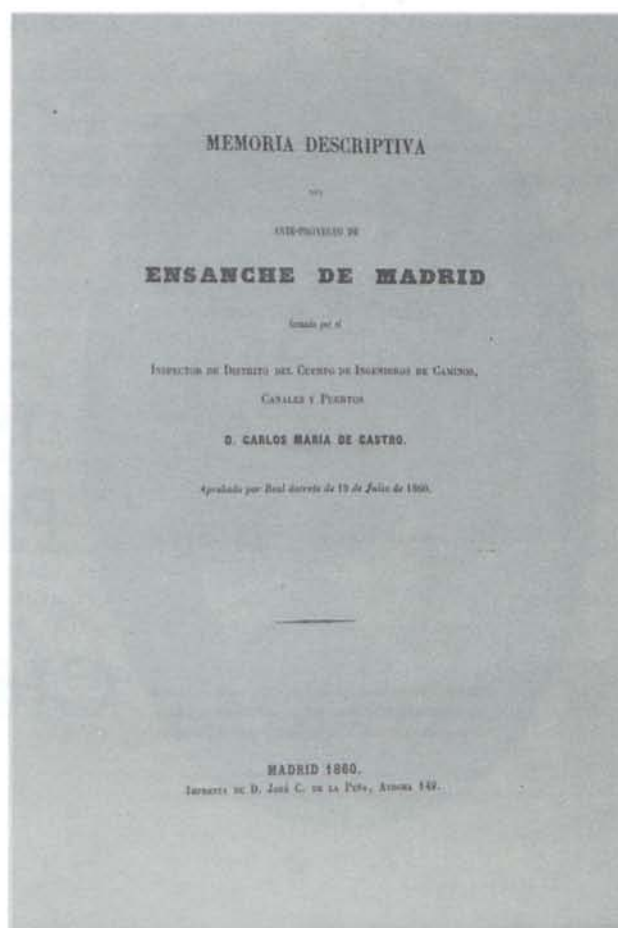 MEMORIA DESCRIPTIVA
DEL
ANTE-PROYECTO DE
ENSANCHE DE MADRID
formado por el
INSPECTOR DE DISTRITO DEL CUERPO DE INGENIEROS DE CAMINOS,
CANALES Y PUERTOS
D. CARLOS MARIA DE CASTRO.
Aprobado por Real decreto de 19 de Julio de 1860.
MADRID 1860.
IMPRENTA DE D. JOSÉ C. DE LA PEÑA, ATOCHA 149.